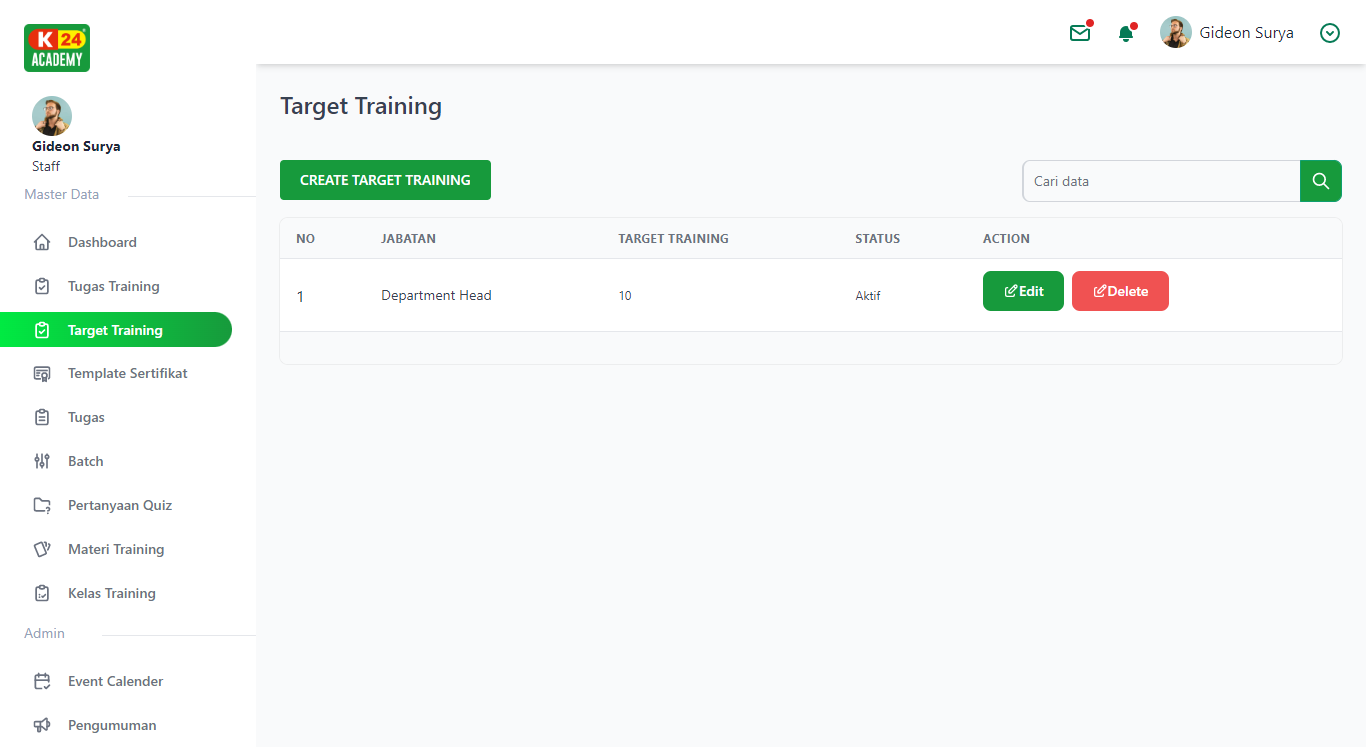 K 24
ACADEMY
Gideon Surya
Gideon Surya
Staff
Master Data
Dashboard
Tugas Training
Target Training
Template Sertifikat
Tugas
Batch
Pertanyaan Quiz
Materi Training
Kelas Training
Admin
Event Calender
Pengumuman
Target Training
CREATE TARGET TRAINING
Cari data
NO JABATAN TARGET TRAINING STATUS ACTION
1 Department Head 10 Aktif Edit Delete